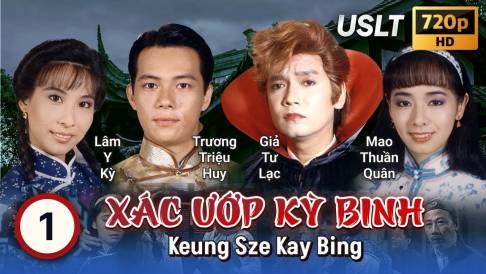 USLT
720p
HD
Lâm
Y
Kỳ
Trương
Triệu
Huy
Giả
Tư
Lạc
Mao
Thuần
Quân
1
XÁC ƯỚP KỲ BINH
Keung Sze Kay Bing